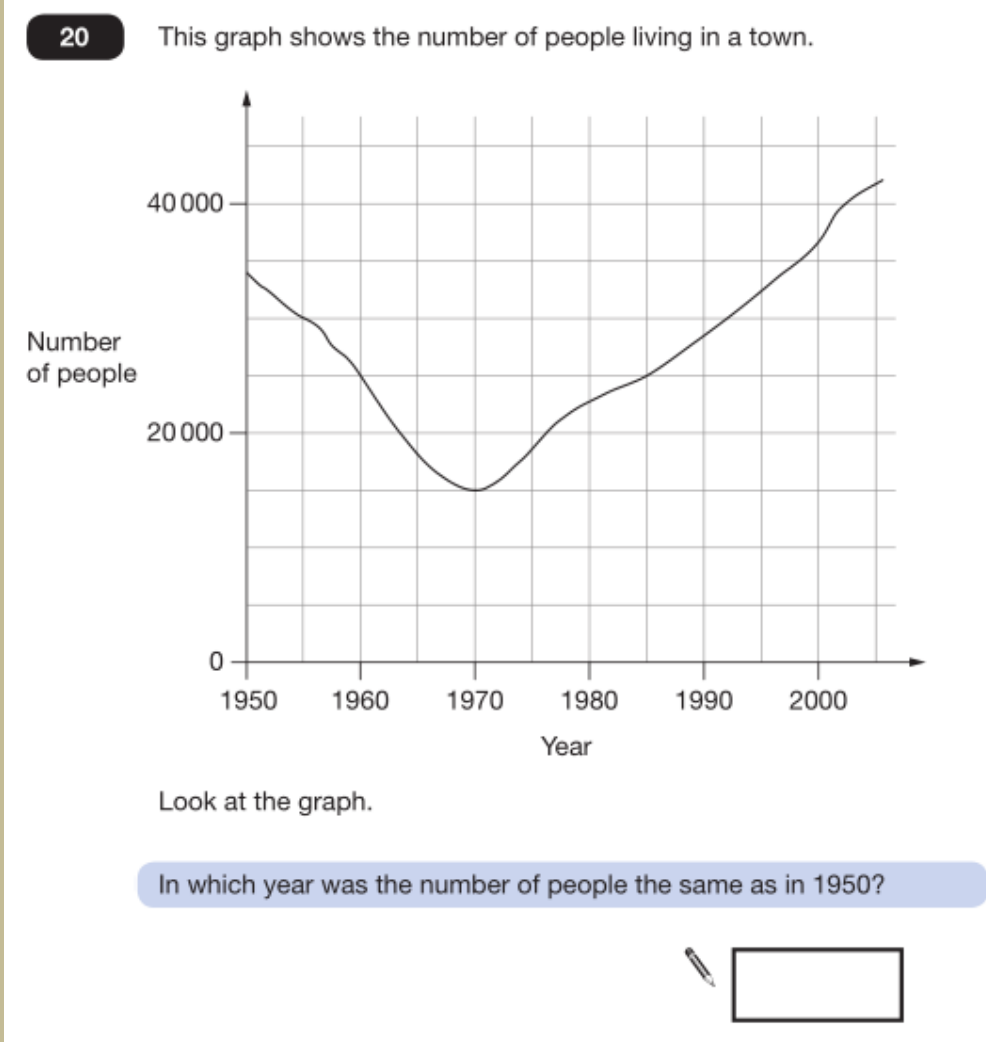 20
This graph shows the number of people living in a town.
40 000
Number
of people
20 000
0
1950 1960 1970 1980 1990 2000
Year
Look at the graph.
In which year was the number of people the same as in 1950?